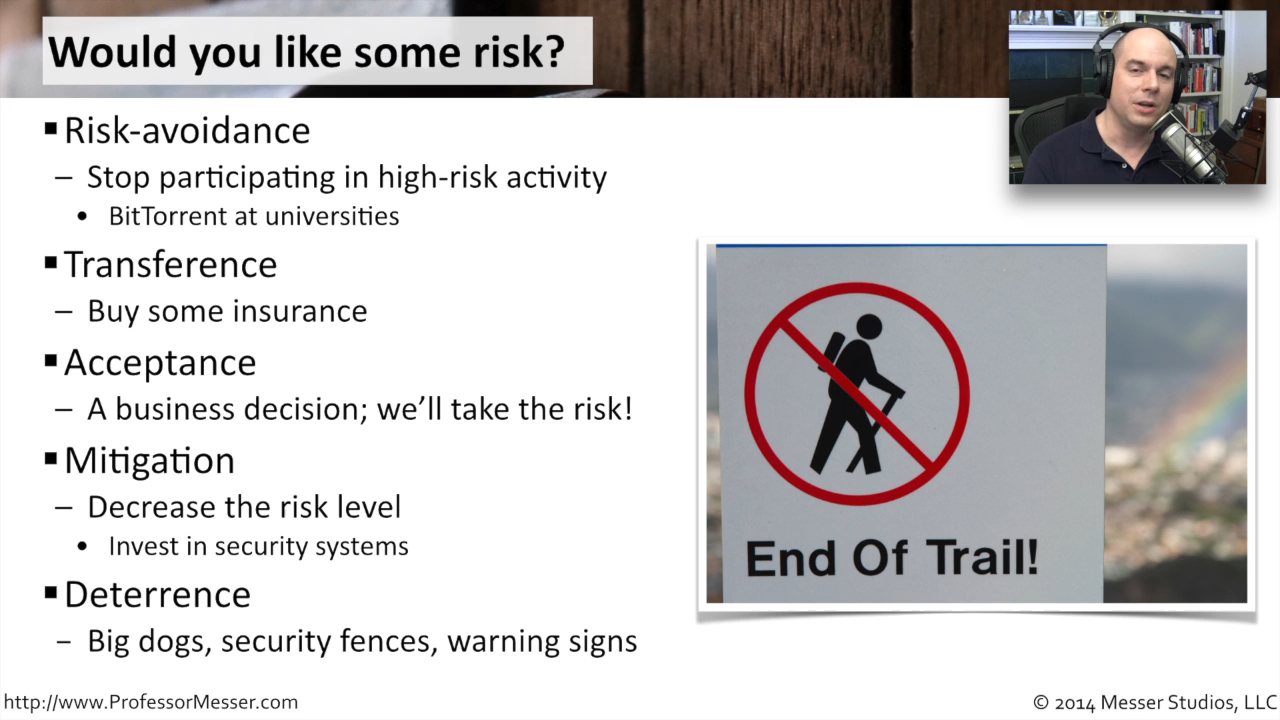 Would you like some risk?
▪Risk-avoidance
– Stop participating in high-risk activity
• BitTorrent at universities
▪Transference
– Buy some insurance
▪Acceptance
– A business decision; we’ll take the risk!
▪Mitigation
– Decrease the risk level
• Invest in security systems
▪Deterrence
– Big dogs, security fences, warning signs
End Of Trail!
http://www.ProfessorMesser.com
© 2014 Messer Studios, LLC